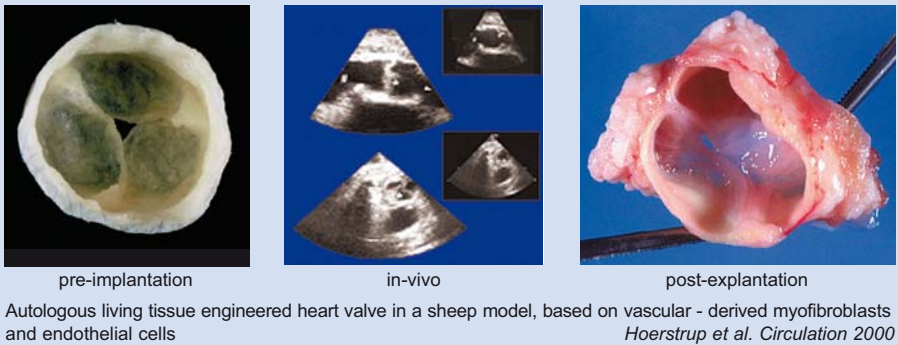 pre-implantation
in-vivo
post-explantation
Autologous living tissue engineered heart valve in a sheep model, based on vascular - derived myofibroblasts
and endothelial cells
Hoerstrup et al. Circulation 2000